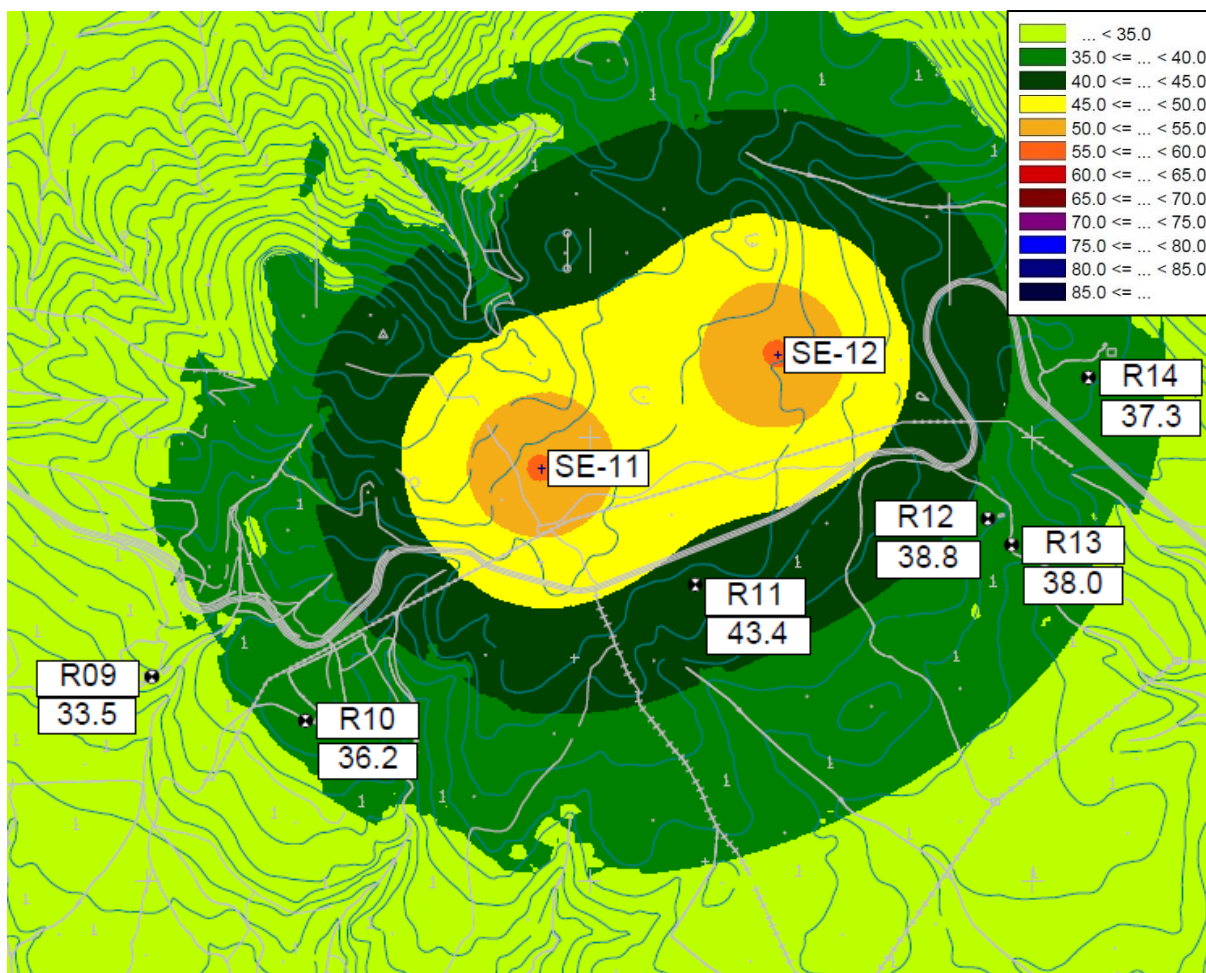 ... < 35.0
35.0 <= ... < 40.0
40.0 <= ... < 45.0
45.0 <= ... < 50.0
50.0 <= ... < 55.0
55.0 <= ... < 60.0
60.0 <= ... < 65.0
65.0 <= ... < 70.0
70.0 <= ... < 75.0
75.0 <= ... < 80.0
80.0 <= ... < 85.0
85.0 <= ...
SE-12
R14
37.3
SE-11
R12
38.8
R13
38.0
R11
43.4
R09
33.5
R10
36.2